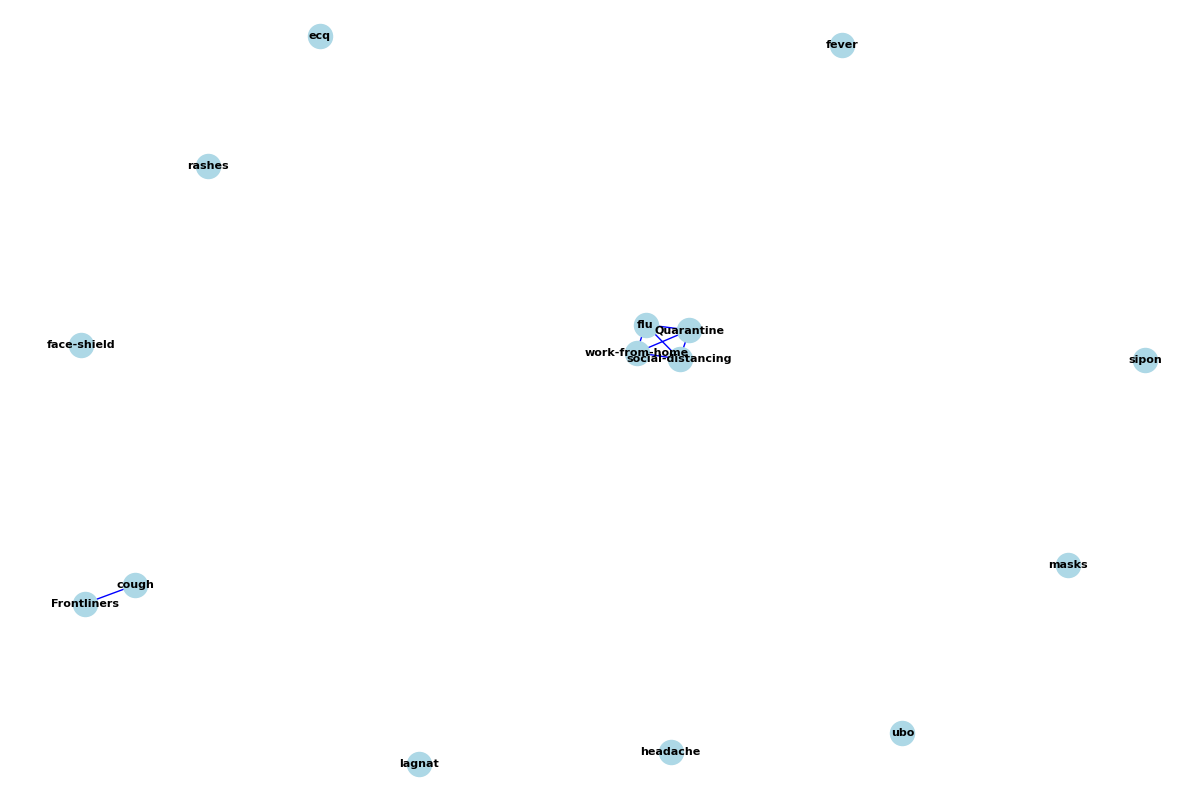 ecq
fever
rashes
flu
Quarantine
face-shield
work-from-home
social-distancing
sipon
masks
cough
Frontliners
ubo
headache
lagnat